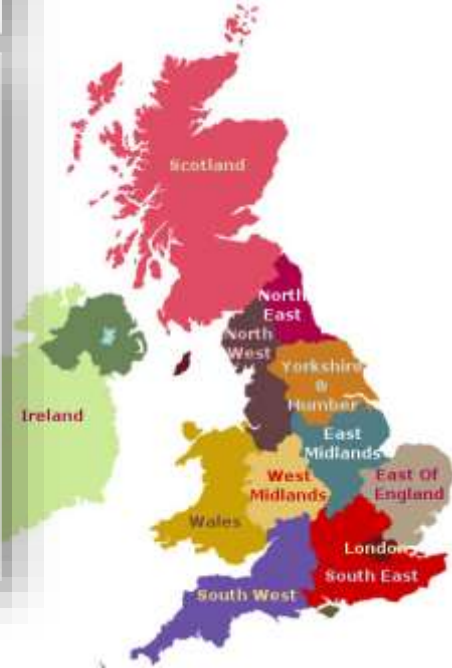 Scotland
North
East
North
West
Yorkshire
&
Humber
Ireland
East
Midlands
West
Midlands
East Of
England
Wales
London
South East
South West